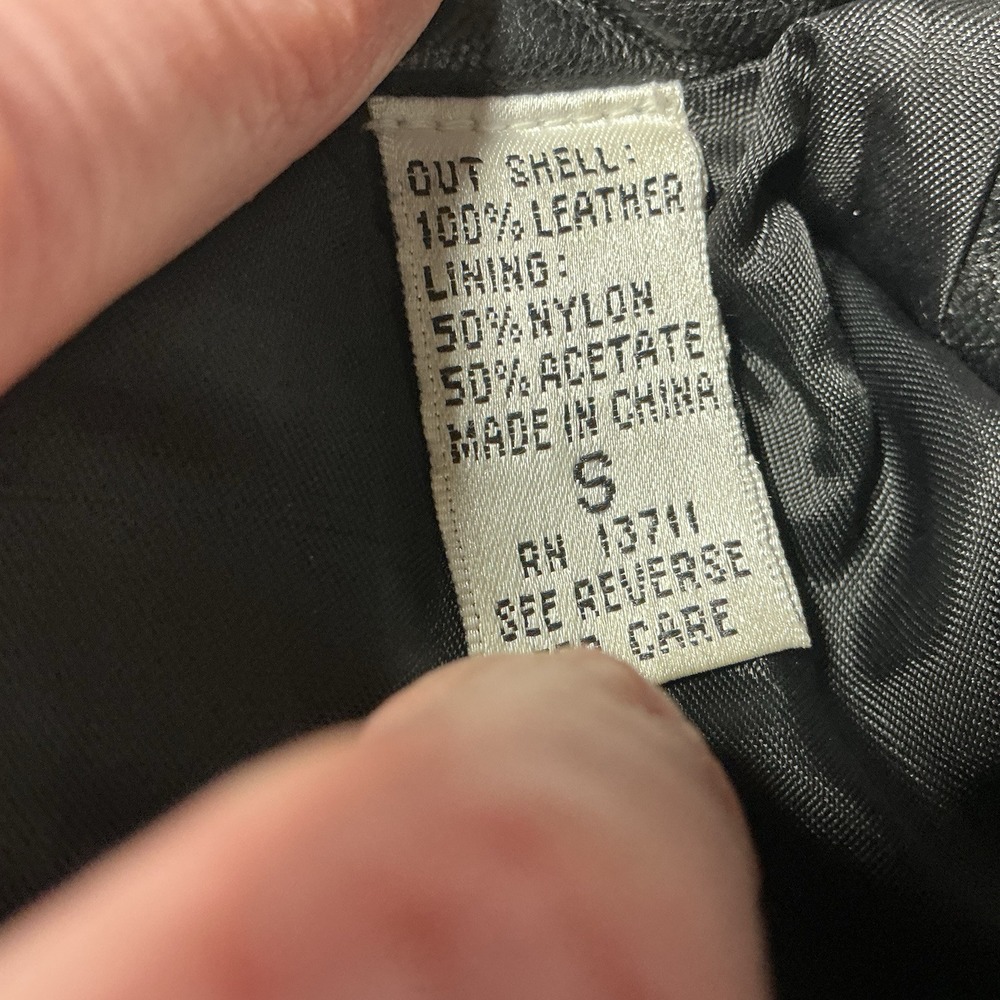 OUT SHELL:
100% LEATHER
LINING:
50% NYLON
50% ACETATE
MADE IN CHINA
S
RN 13711
SEE REVERSE
CARE